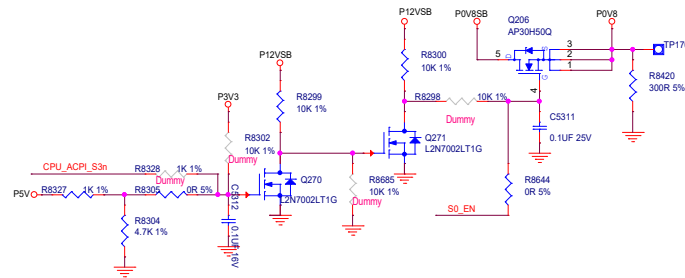 P12VSB
P0V8SB
Q206
AP30H50Q
P0V8
P12VSB
R8300
10K 1%
5
D
S
G
3
2
1
4
TP17
R8420
300R 5%
P3V3
R8299
10K 1%
R8298
10K 1%
Dummy
C5311
0.1UF 25V
R8302
10K 1%
Dummy
Q271
L2N7002LT1G
CPU_ACPI_S3n
R8328
1K 1%
Dummy
P5V
R8327
1K 1%
R8305
0R 5%
C5312
0.1UF 16V
Q270
L2N7002LT1G
R8685
10K 1%
Dummy
R8644
0R 5%
S0_EN
R8304
4.7K 1%